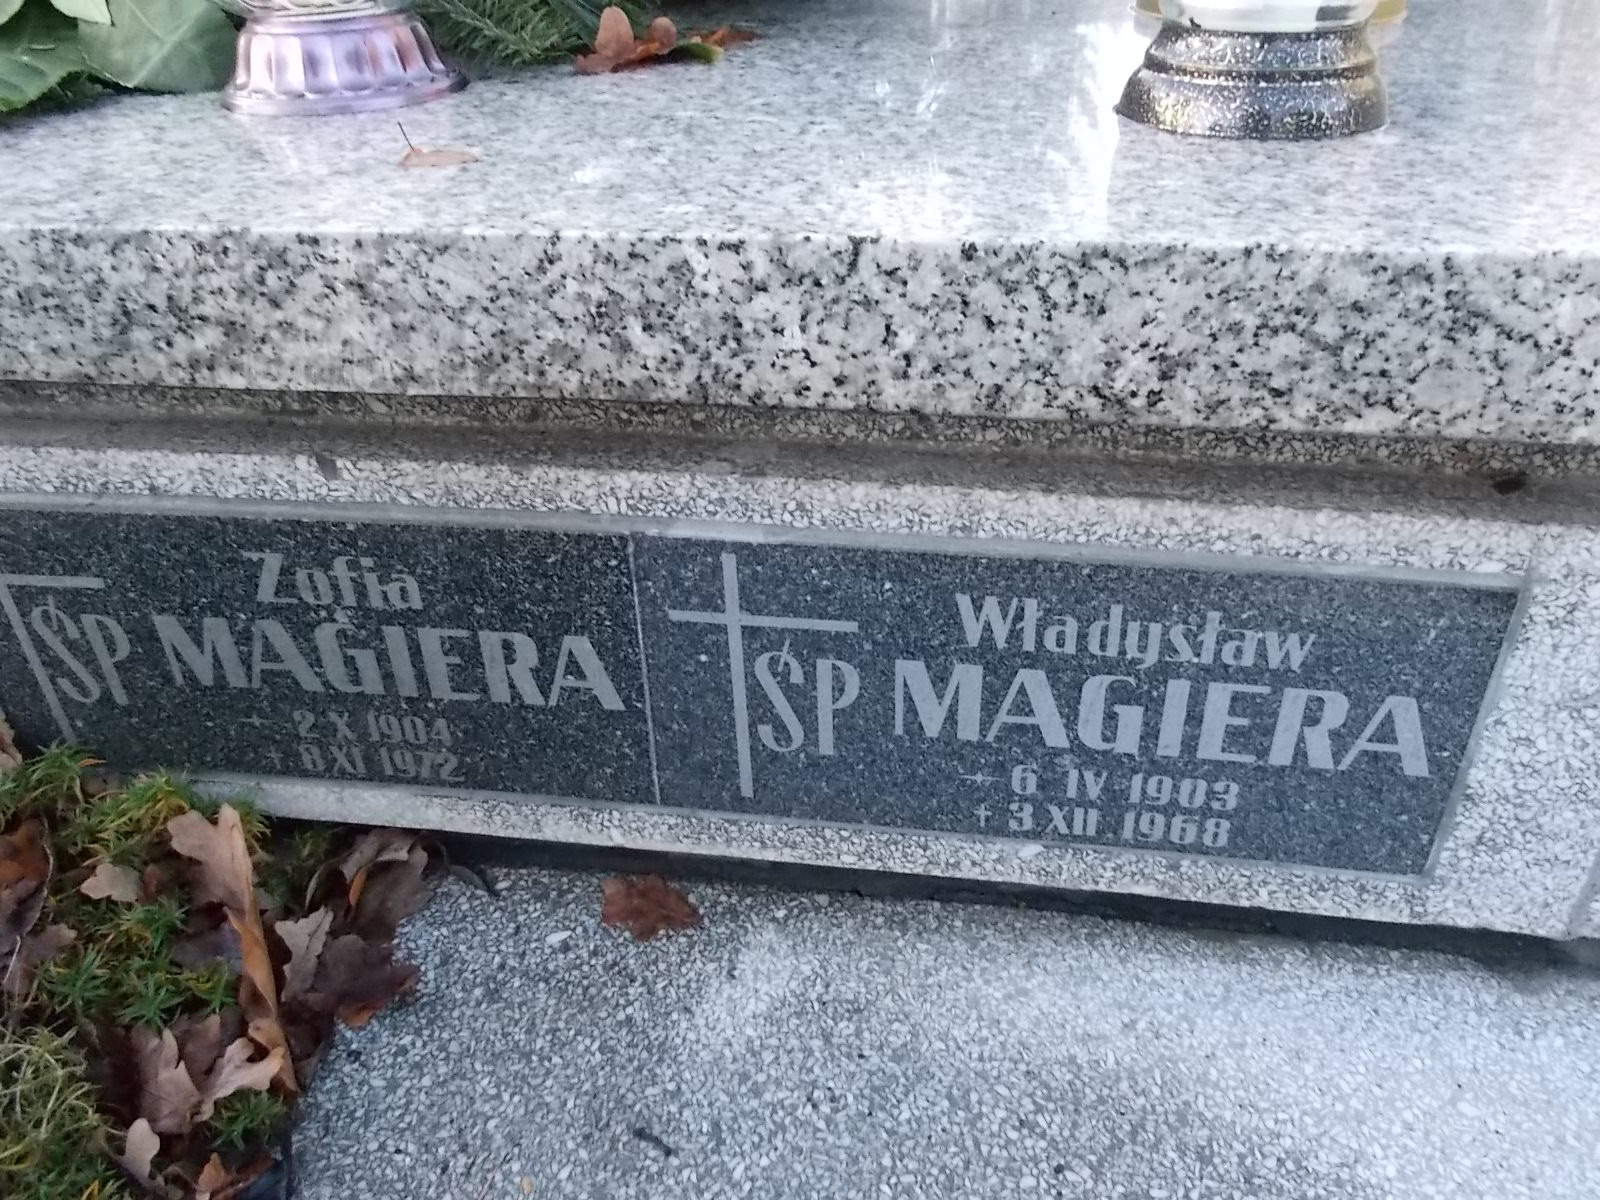 Zofia
ŚP MAGIERA
2 X 1904
+ 8 XI 1972
Władysław
ŚP MAGIERA
6 IV 1903
+ 3 XII 1968